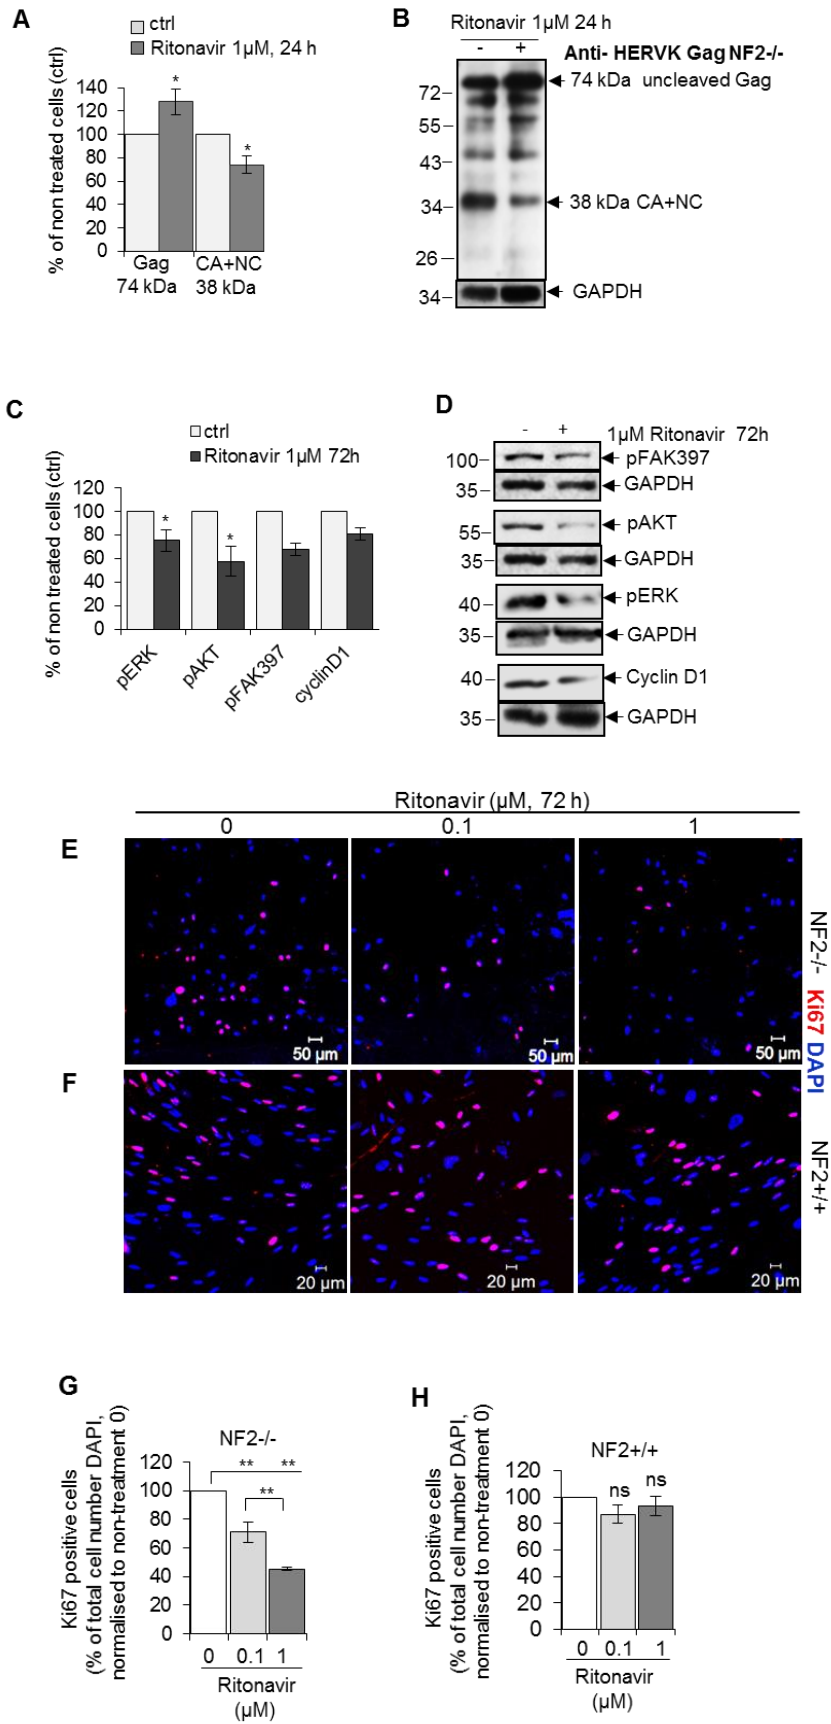 A
ctrl
Ritonavir 1µM, 24 h
% of non treated cells (ctrl)
140
120
100
80
60
40
20
0
*
*
Gag
74 kDa
CA+NC
38 kDa
B
Ritonavir 1µM 24 h
- +
Anti- HERVK Gag NF2-/-
72
55
43
34
26
34
74 kDa uncleaved Gag
38 kDa CA+NC
GAPDH
C
ctrl
Ritonavir 1µM 72h
% of non treated cells (ctrl)
120
100
80
60
40
20
0
*
*
pERK
pAKT
pFAK397
cyclinD1
D
- +
1µM Ritonavir 72h
100
pFAK397
35
GAPDH
55
pAKT
35
GAPDH
40
pERK
35
GAPDH
40
Cyclin D1
35
GAPDH
Ritonavir (µM, 72 h)
0 0.1 1
E
50 µm
50 µm
50 µm
F
20 µm
20 µm
20 µm
NF2-/- Ki67 DAPI NF2+/+
G
NF2-/-
Ki67 positive cells
(% of total cell number DAPI,
normalised to non-treatment 0)
120
100
80
60
40
20
0
** **
**
0 0.1 1
Ritonavir
(µM)
H
NF2+/+
Ki67 positive cells
(% of total cell number DAPI,
normalised to non-treatment 0)
120
100
80
60
40
20
0
ns ns
0 0.1 1
Ritonavir
(µM)